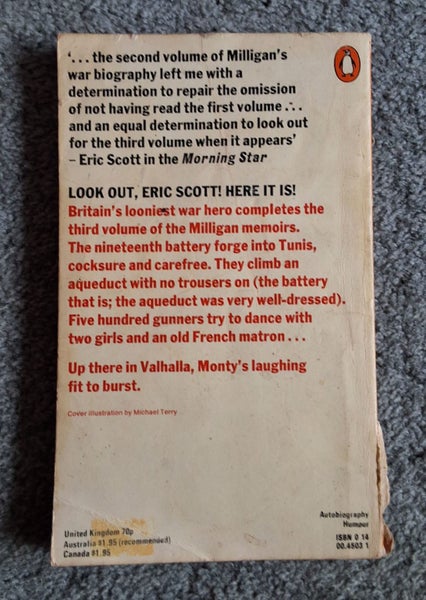 '... the second volume of Milligan's
war biography left me with a
determination to repair the omission
of not having read the first volume ...
and an equal determination to look out
for the third volume when it appears'
– Eric Scott in the Morning Star
LOOK OUT, ERIC SCOTT! HERE IT IS!
Britain's looniest war hero completes the
third volume of the Milligan memoirs.
The nineteenth battery forge into Tunis,
cocksure and carefree. They climb an
aqueduct with no trousers on (the battery
that is; the aqueduct was very well-dressed).
Five hundred gunners try to dance with
two girls and an old French matron ...
Up there in Valhalla, Monty's laughing
fit to burst.
Cover illustration by Michael Terry
United Kingdom 70p
Australia $1.95 (recommended)
Canada $1.95
Autobiography
Humour
ISBN 0 14
00.4503 1